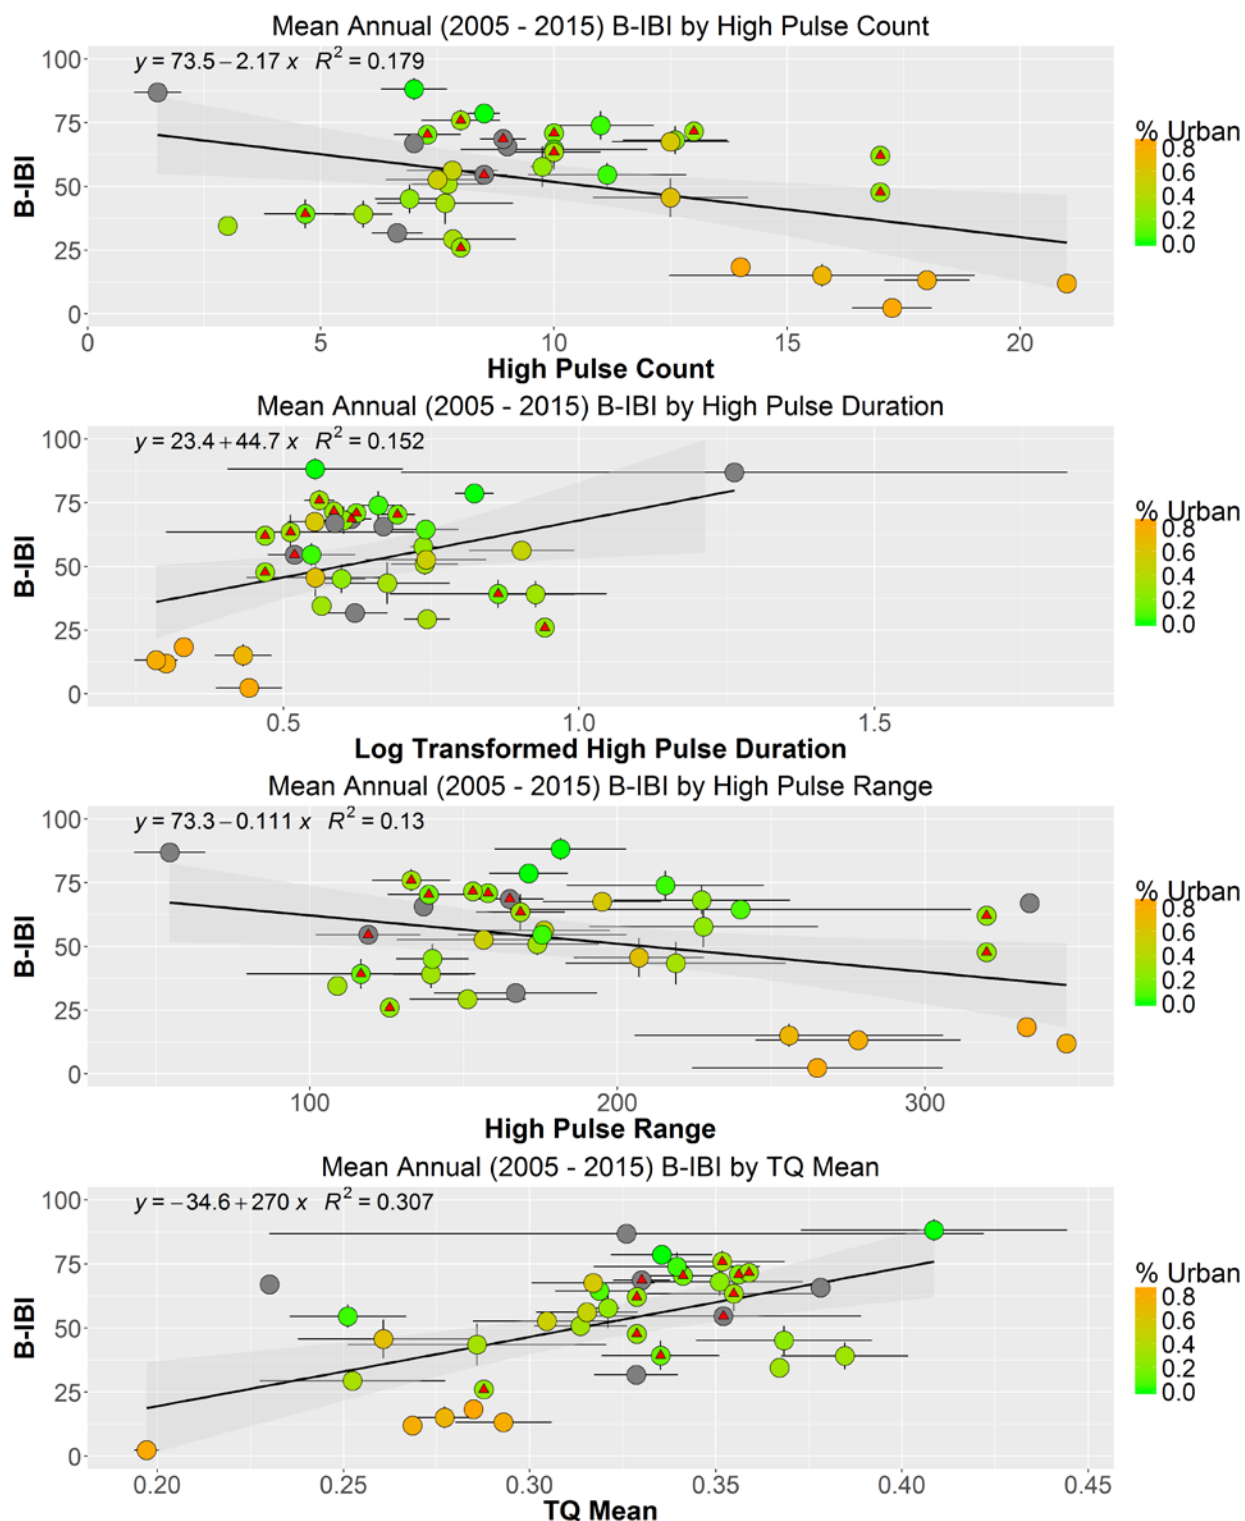 Mean Annual (2005 - 2015) B-IBI by High Pulse Count
y = 73.5 − 2.17 x R² = 0.179
100
75
50
25
0
B-IBI
0 5 10 15 20
High Pulse Count
% Urban
0.8
0.6
0.4
0.2
0.0
Mean Annual (2005 - 2015) B-IBI by High Pulse Duration
y = 23.4 + 44.7 x R² = 0.152
100
75
50
25
0
B-IBI
0.5 1.0 1.5
Log Transformed High Pulse Duration
% Urban
0.8
0.6
0.4
0.2
0.0
Mean Annual (2005 - 2015) B-IBI by High Pulse Range
y = 73.3 − 0.111 x R² = 0.13
100
75
50
25
0
B-IBI
100 200 300
High Pulse Range
% Urban
0.8
0.6
0.4
0.2
0.0
Mean Annual (2005 - 2015) B-IBI by TQ Mean
y = −34.6 + 270 x R² = 0.307
100
75
50
25
0
B-IBI
0.20 0.25 0.30 0.35 0.40 0.45
TQ Mean
% Urban
0.8
0.6
0.4
0.2
0.0